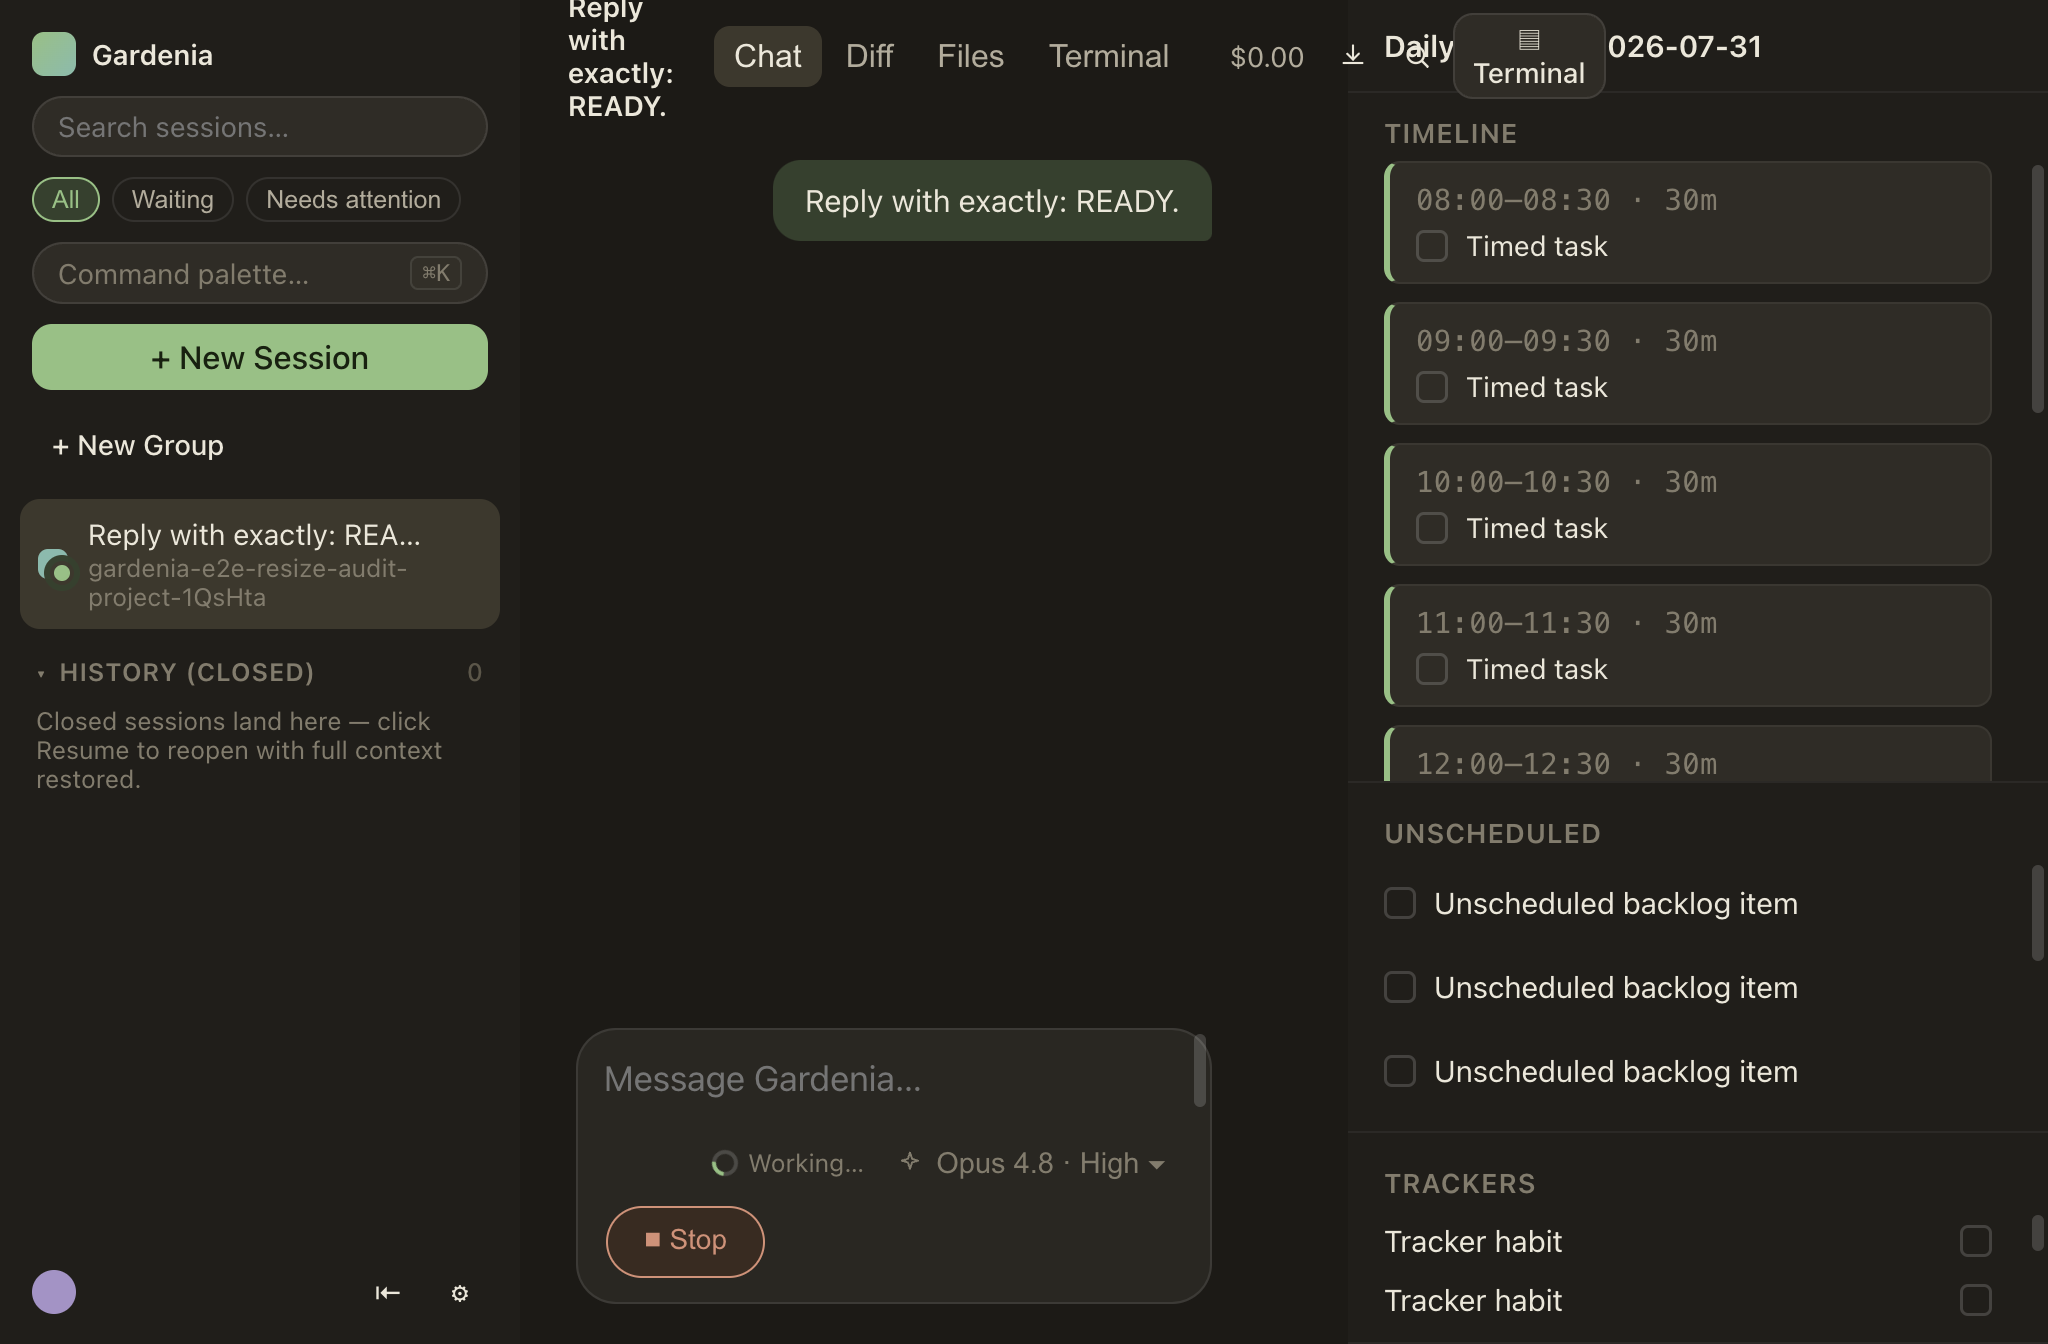 Gardenia
Search sessions...
All
Waiting
Needs attention
Command palette...
⌘K
+ New Session
+ New Group
Reply with exactly: REA...
gardenia-e2e-resize-audit-
project-1QsHta
HISTORY (CLOSED)
0
Closed sessions land here — click
Resume to reopen with full context
restored.
Reply
with
exactly:
READY.
Chat
Diff
Files
Terminal
$0.00
Reply with exactly: READY.
Message Gardenia...
Working...
Opus 4.8 · High
Stop
Daily
Terminal
026-07-31
TIMELINE
08:00–08:30 · 30m
Timed task
09:00–09:30 · 30m
Timed task
10:00–10:30 · 30m
Timed task
11:00–11:30 · 30m
Timed task
12:00–12:30 · 30m
UNSCHEDULED
Unscheduled backlog item
Unscheduled backlog item
Unscheduled backlog item
TRACKERS
Tracker habit
Tracker habit